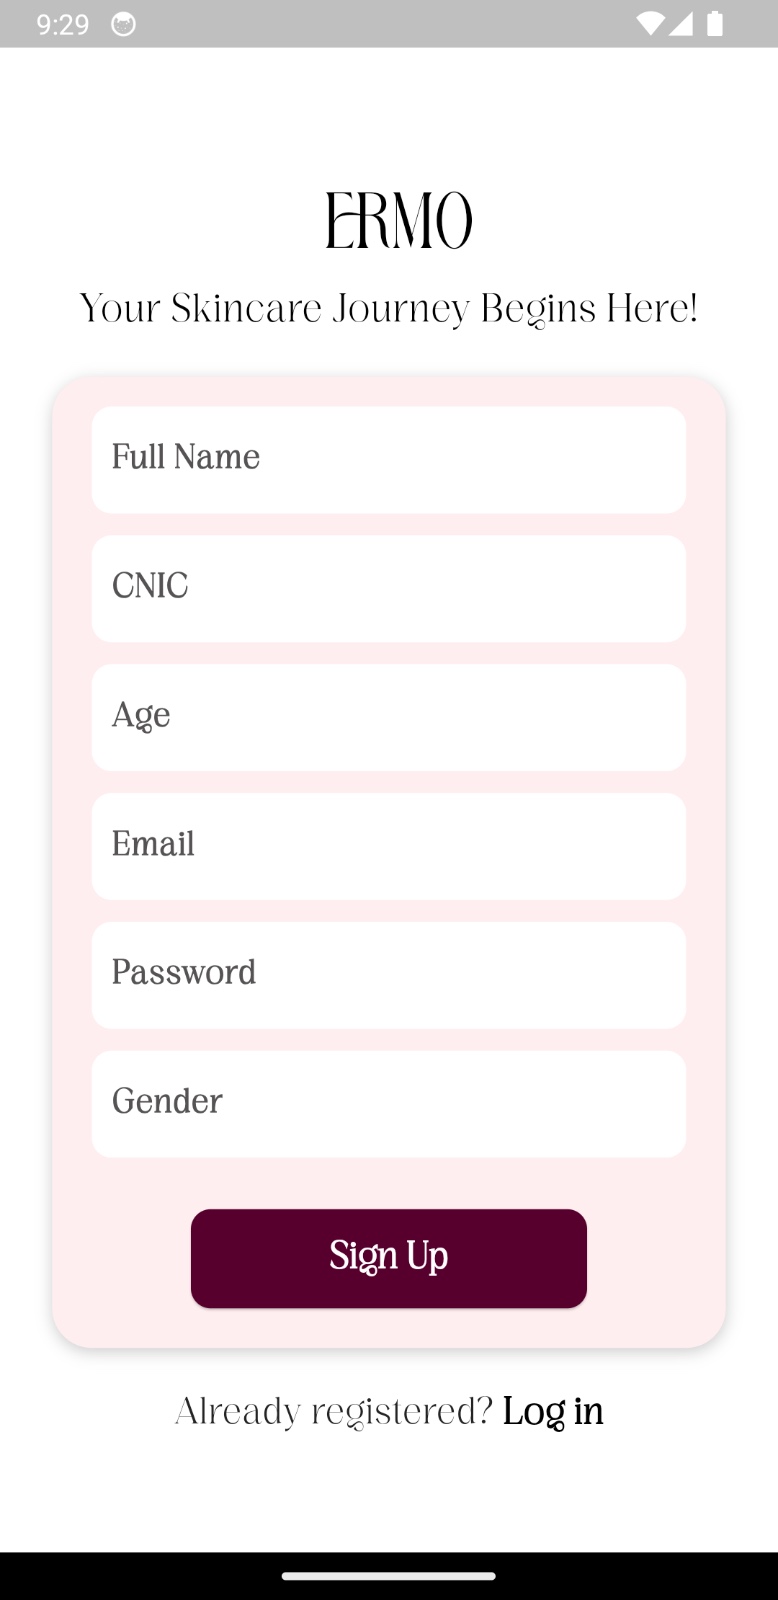 9:29
ERMO
Your Skincare Journey Begins Here!
Full Name
CNIC
Age
Email
Password
Gender
Sign Up
Already registered? Log in